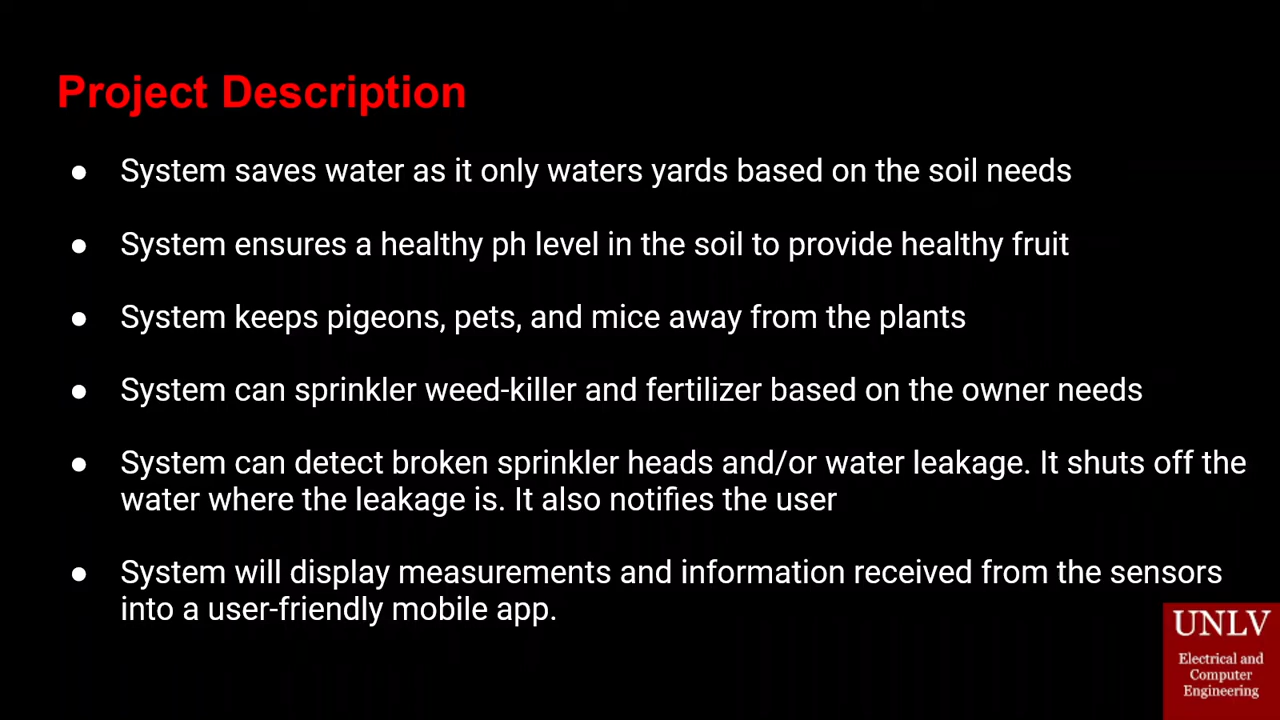 Project Description
● System saves water as it only waters yards based on the soil needs
● System ensures a healthy ph level in the soil to provide healthy fruit
● System keeps pigeons, pets, and mice away from the plants
● System can sprinkler weed-killer and fertilizer based on the owner needs
● System can detect broken sprinkler heads and/or water leakage. It shuts off the
water where the leakage is. It also notifies the user
● System will display measurements and information received from the sensors
into a user-friendly mobile app.
UNLV
Electrical and
Computer
Engineering